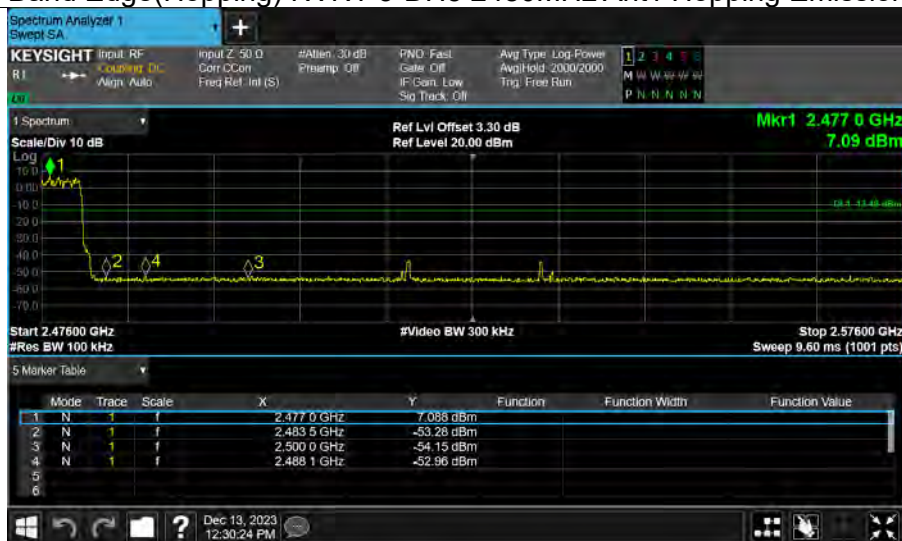 Spectrum Analyzer 1
Swept SA
+
KEYSIGHT Input: RF Input Z: 50 Ω #Atten: 30 dB PNO: Fast Avg Type: Log-Power 1 2 3 4 5 6
Coupling: DC Corr CCorr Preamp: Off Gate: Off Avg|Hold: 2000/2000 M W W W W W
Align: Auto Freq Ref: Int (S) IF Gain: Low Trig: Free Run
Sig Track: Off P N N N N N
1 Spectrum Ref Lvl Offset 3.30 dB Mkr1 2.477 0 GHz
Scale/Div 10 dB Ref Level 20.00 dBm 7.09 dBm
Log
10.0
0.00
-10.0
-20.0
-30.0
-40.0
-50.0
-60.0
-70.0
1
2
4
3
Start 2.47600 GHz #Video BW 300 kHz Stop 2.57600 GHz
#Res BW 100 kHz Sweep 9.60 ms (1001 pts)
5 Marker Table
Mode Trace Scale X Y Function Function Width Function Value
1 N 1 f 2.477 0 GHz 7.088 dBm
2 N 1 f 2.483 5 GHz -53.28 dBm
3 N 1 f 2.500 0 GHz -54.15 dBm
4 N 1 f 2.488 1 GHz -52.96 dBm
5
6
? Dec 13, 2023
12:30:24 PM